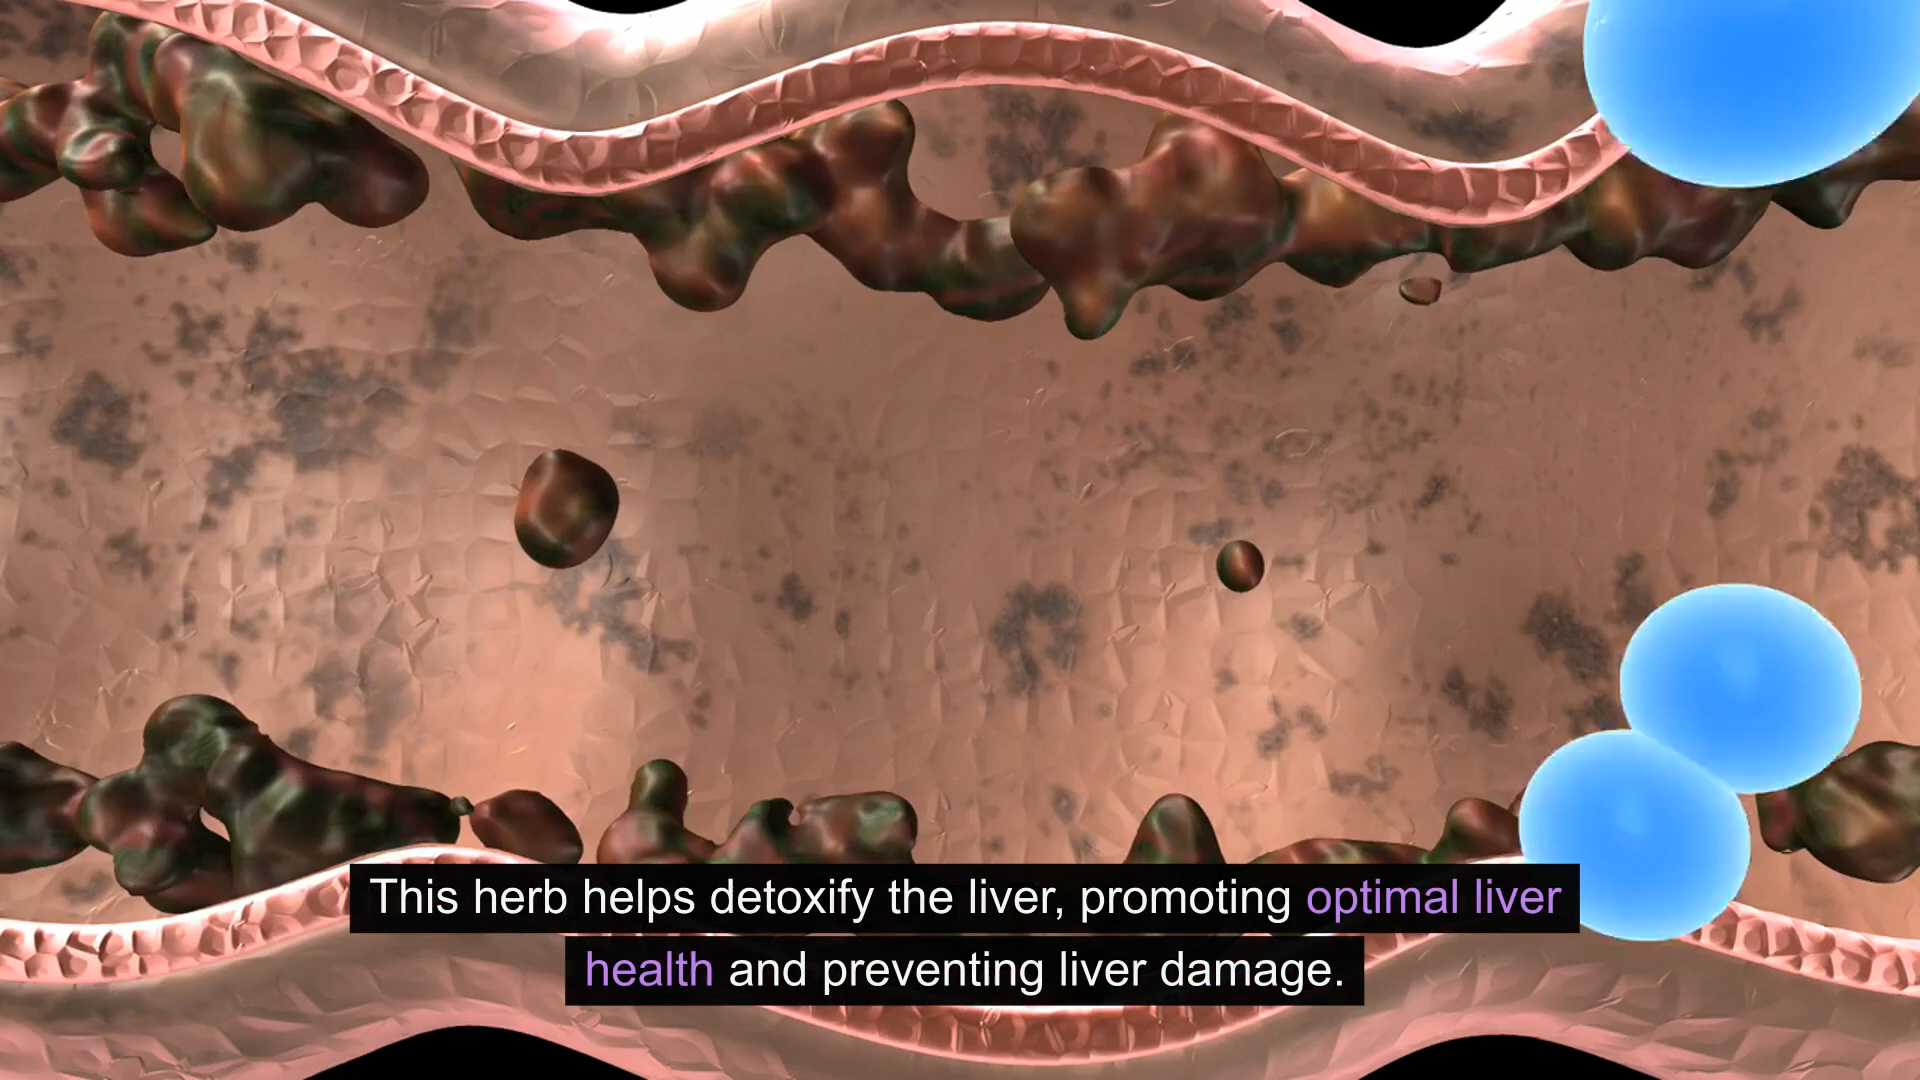 This herb helps detoxify the liver, promoting optimal liver
health and preventing liver damage.